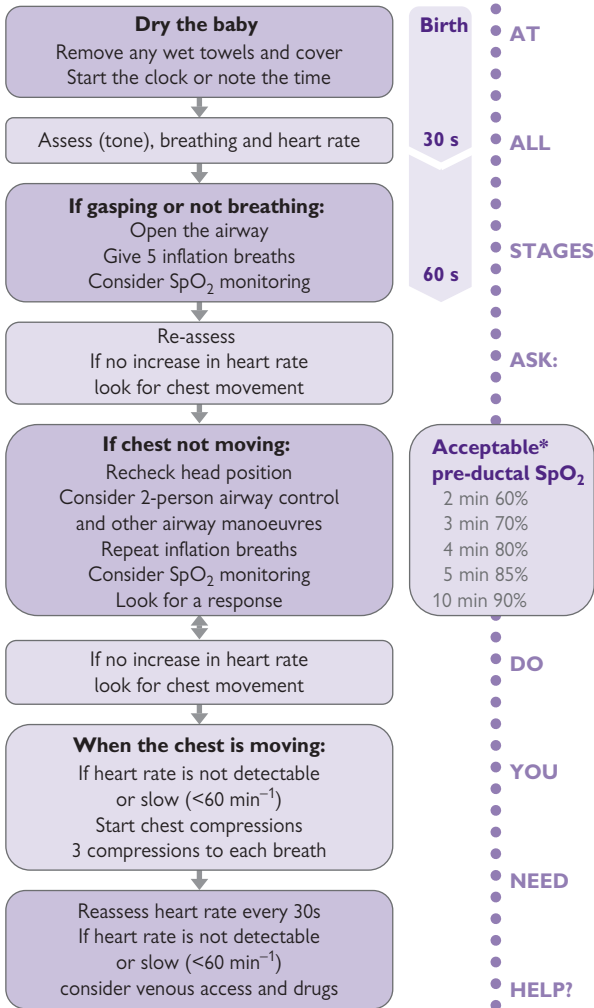 Dry the baby
Remove any wet towels and cover
Start the clock or note the time
Assess (tone), breathing and heart rate
If gasping or not breathing:
Open the airway
Give 5 inflation breaths
Consider SpO₂ monitoring
Re-assess
If no increase in heart rate
look for chest movement
If chest not moving:
Recheck head position
Consider 2-person airway control
and other airway manoeuvres
Repeat inflation breaths
Consider SpO₂ monitoring
Look for a response
If no increase in heart rate
look for chest movement
When the chest is moving:
If heart rate is not detectable
or slow (<60 min⁻¹)
Start chest compressions
3 compressions to each breath
Reassess heart rate every 30s
If heart rate is not detectable
or slow (<60 min⁻¹)
consider venous access and drugs
Birth
30 s
60 s
Acceptable*
pre-ductal SpO₂
2 min 60%
3 min 70%
4 min 80%
5 min 85%
10 min 90%
AT
ALL
STAGES
ASK:
DO
YOU
NEED
HELP?